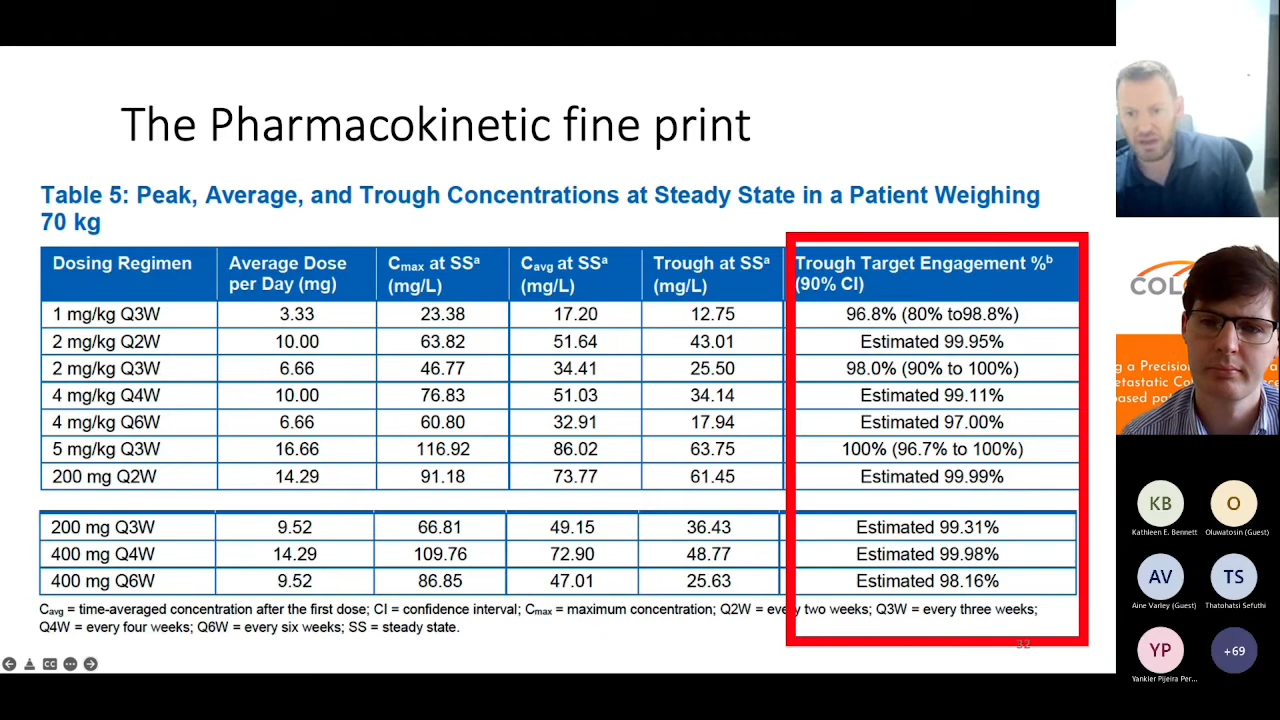 The Pharmacokinetic fine print
Table 5: Peak, Average, and Trough Concentrations at Steady State in a Patient Weighing
70 kg
Dosing Regimen Average Dose per Day (mg) Cmax at SSa (mg/L) Cavg at SSa (mg/L) Trough at SSa (mg/L) Trough Target Engagement %b (90% CI)
1 mg/kg Q3W 3.33 23.38 17.20 12.75 96.8% (80% to98.8%)
2 mg/kg Q2W 10.00 63.82 51.64 43.01 Estimated 99.95%
2 mg/kg Q3W 6.66 46.77 34.41 25.50 98.0% (90% to 100%)
4 mg/kg Q4W 10.00 76.83 51.03 34.14 Estimated 99.11%
4 mg/kg Q6W 6.66 60.80 32.91 17.94 Estimated 97.00%
5 mg/kg Q3W 16.66 116.92 86.02 63.75 100% (96.7% to 100%)
200 mg Q2W 14.29 91.18 73.77 61.45 Estimated 99.99%
200 mg Q3W 9.52 66.81 49.15 36.43 Estimated 99.31%
400 mg Q4W 14.29 109.76 72.90 48.77 Estimated 99.98%
400 mg Q6W 9.52 86.85 47.01 25.63 Estimated 98.16%
Cavg = time-averaged concentration after the first dose; CI = confidence interval; Cmax = maximum concentration; Q2W = every two weeks; Q3W = every three weeks;
Q4W = every four weeks; Q6W = every six weeks; SS = steady state.
32
CC
COL
g a Precision
etastatic Co
ased pat
KB O
Kathleen E. Bennett Oluwatosin (Guest)
AV TS
Aine Varley (Guest) Thatohatsi Sefuthi
YP +69
Yankier Pijeira Per...